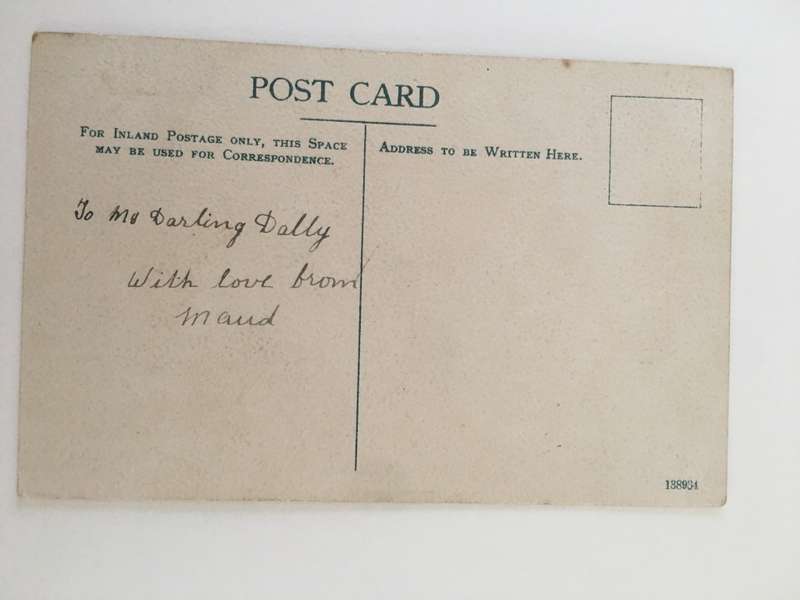 POST CARD
FOR INLAND POSTAGE ONLY, THIS SPACE
MAY BE USED FOR CORRESPONDENCE.
ADDRESS TO BE WRITTEN HERE.
To My Darling Dally
With love from
Maud
138934